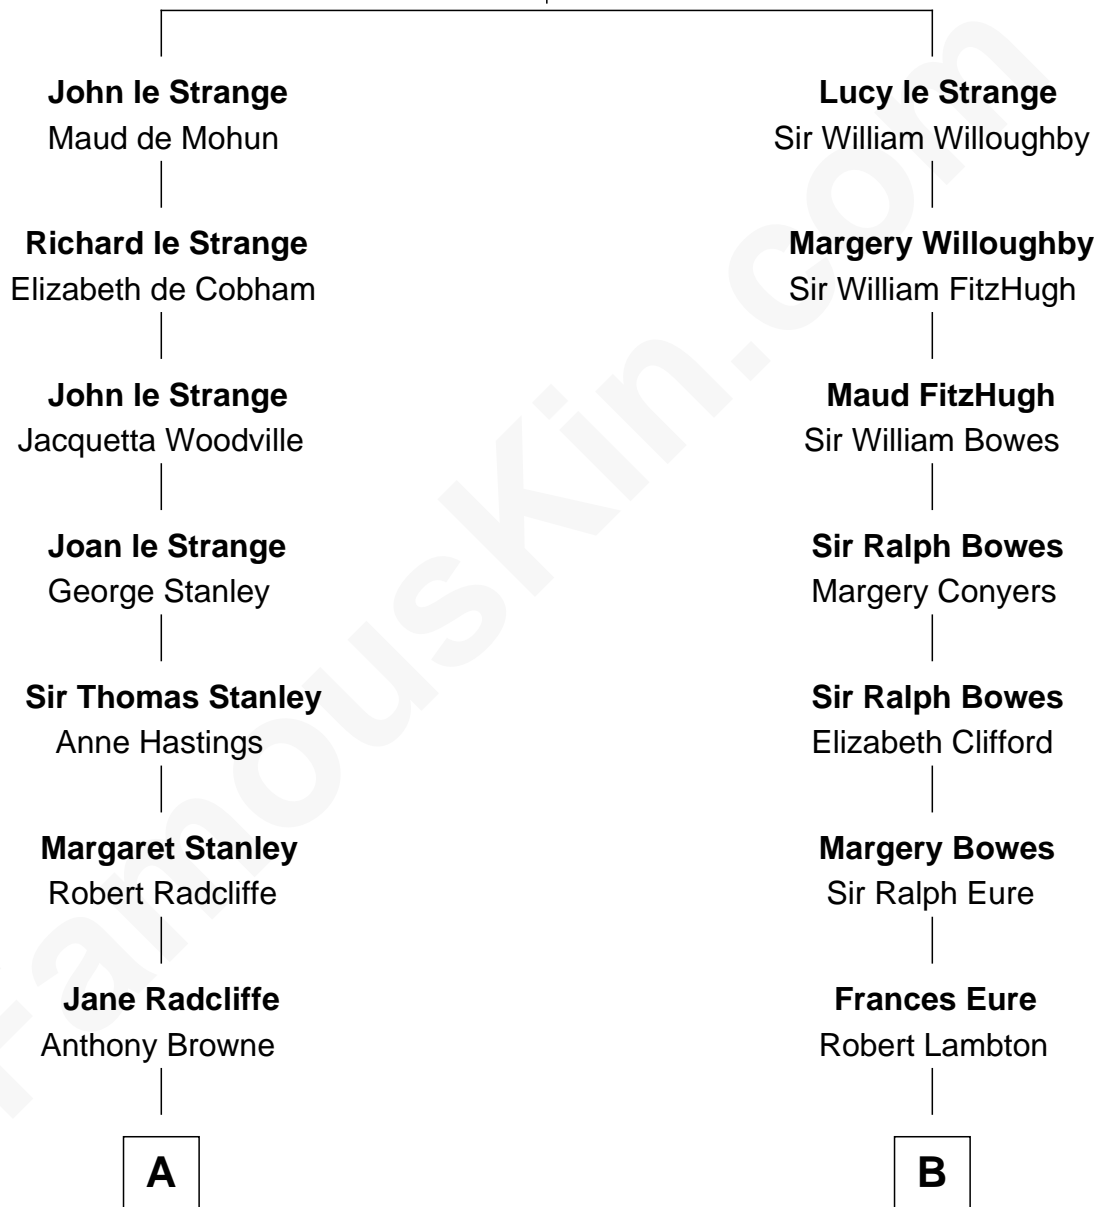 John le Strange
Maud de Mohun
Richard le Strange
Elizabeth de Cobham
John le Strange
Jacquetta Woodville
Joan le Strange
George Stanley
Sir Thomas Stanley
Anne Hastings
Margaret Stanley
Robert Radcliffe
Jane Radcliffe
Anthony Browne
A
Lucy le Strange
Sir William Willoughby
Margery Willoughby
Sir William FitzHugh
Maud FitzHugh
Sir William Bowes
Sir Ralph Bowes
Margery Conyers
Sir Ralph Bowes
Elizabeth Clifford
Margery Bowes
Sir Ralph Eure
Frances Eure
Robert Lambton
B
FamousKin.com